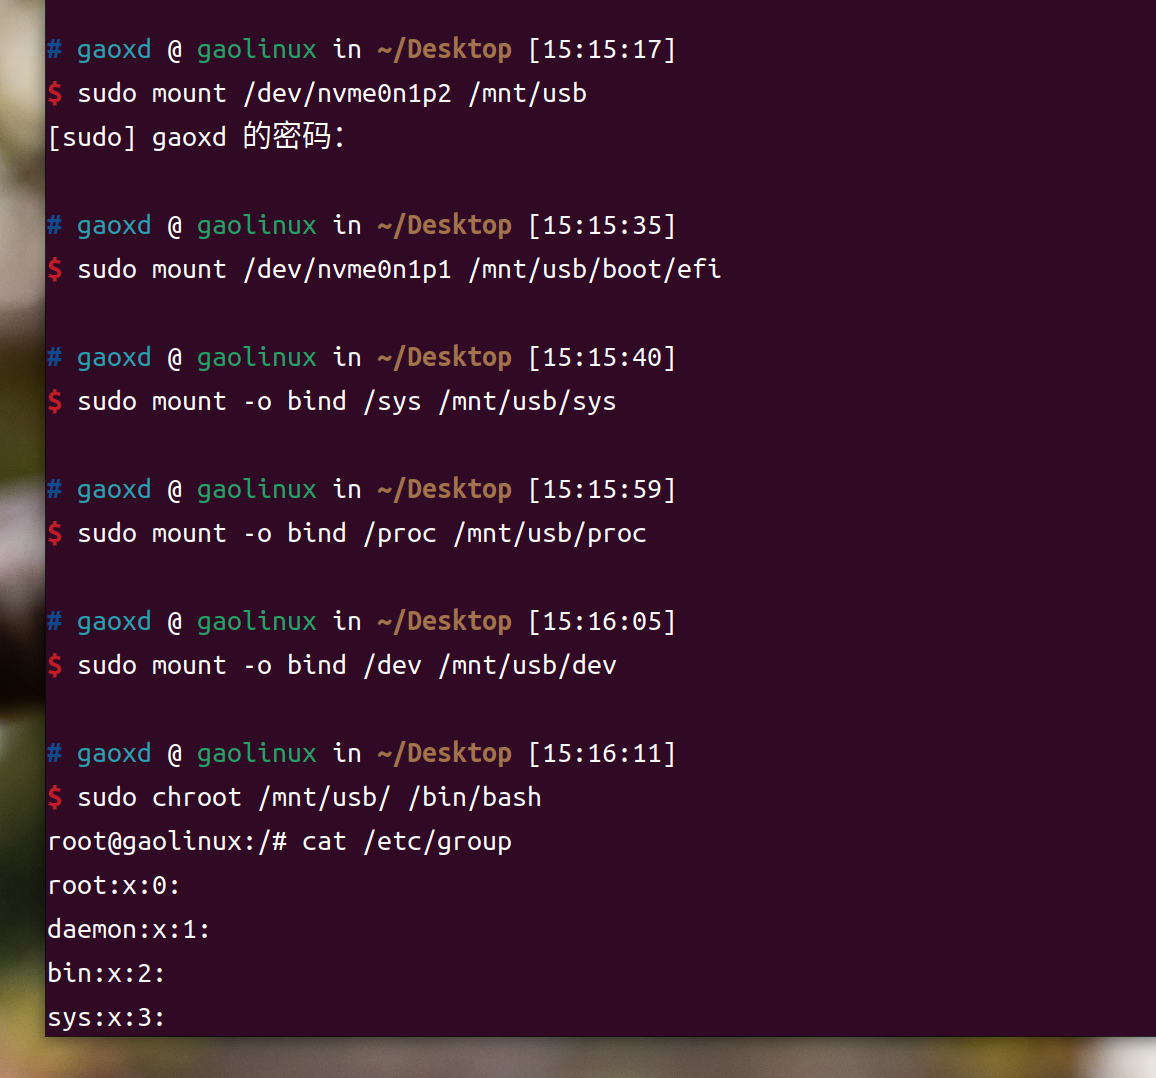 # gaoxd @ gaolinux in ~/Desktop [15:15:17]
$ sudo mount /dev/nvme0n1p2 /mnt/usb
[sudo] gaoxd 的密码：
# gaoxd @ gaolinux in ~/Desktop [15:15:35]
$ sudo mount /dev/nvme0n1p1 /mnt/usb/boot/efi
# gaoxd @ gaolinux in ~/Desktop [15:15:40]
$ sudo mount -o bind /sys /mnt/usb/sys
# gaoxd @ gaolinux in ~/Desktop [15:15:59]
$ sudo mount -o bind /proc /mnt/usb/proc
# gaoxd @ gaolinux in ~/Desktop [15:16:05]
$ sudo mount -o bind /dev /mnt/usb/dev
# gaoxd @ gaolinux in ~/Desktop [15:16:11]
$ sudo chroot /mnt/usb/ /bin/bash
root@gaolinux:/# cat /etc/group
root:x:0:
daemon:x:1:
bin:x:2:
sys:x:3: